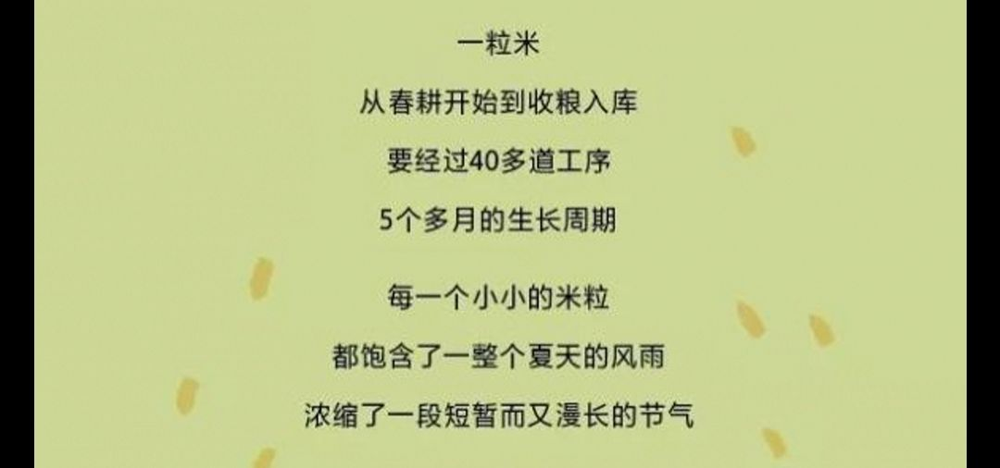 一粒米
从春耕开始到收粮入库
要经过40多道工序
5个多月的生长周期
每一个小小的米粒
都饱含了一整个夏天的风雨
浓缩了一段短暂而又漫长的节气